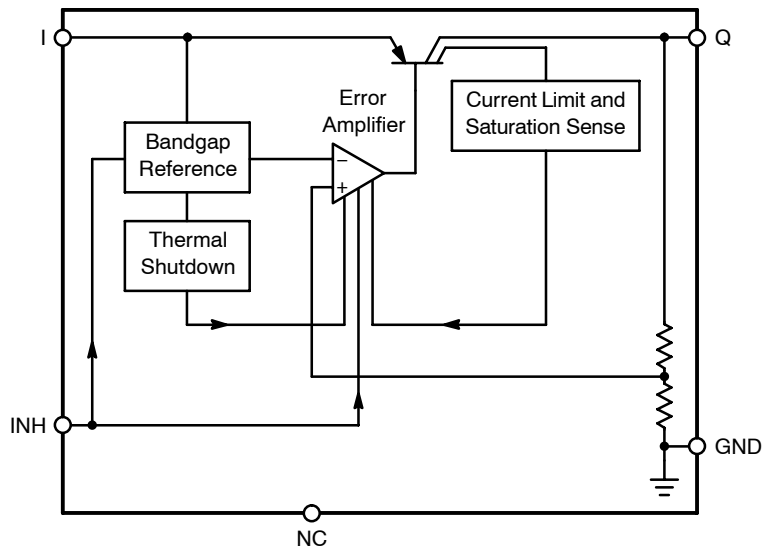 I
Q
Error
Amplifier
Current Limit and
Saturation Sense
Bandgap
Reference
−
+
Thermal
Shutdown
INH
GND
NC